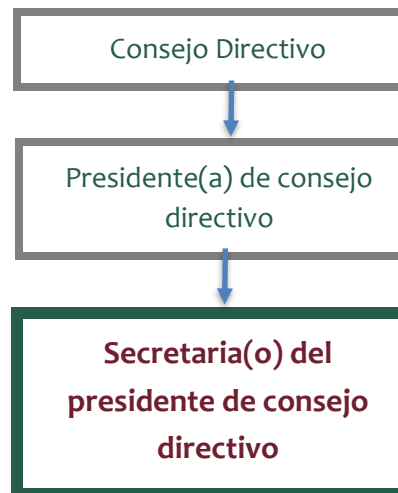 Consejo Directivo
Presidente(a) de consejo
directivo
Secretaria(o) del
presidente de consejo
directivo